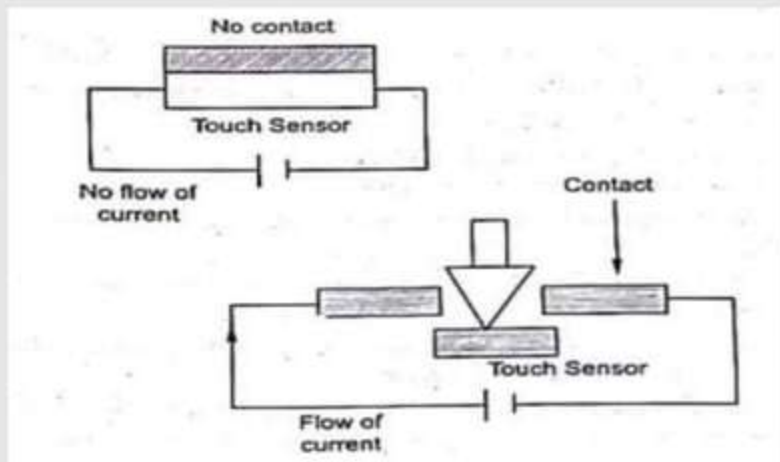 No contact
Touch Sensor
No flow of
current
Contact
Touch Sensor
Flow of
current